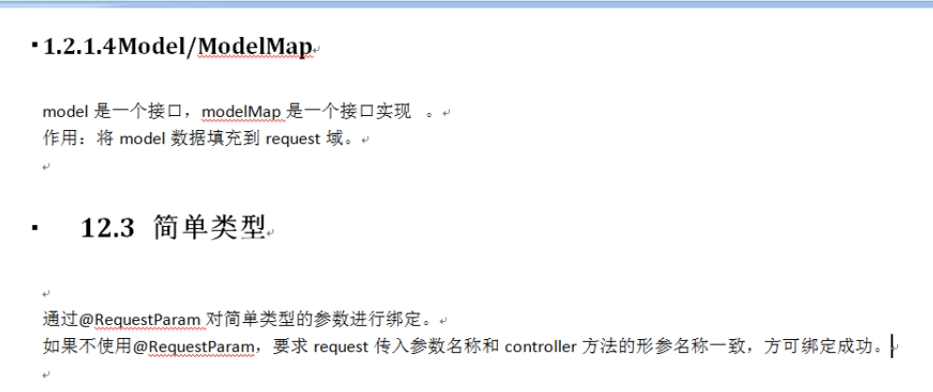 1.2.1.4Model/ModelMap
model 是一个接口，modelMap 是一个接口实现 。
作用：将 model 数据填充到 request 域。
12.3 简单类型
通过@RequestParam 对简单类型的参数进行绑定。
如果不使用@RequestParam，要求 request 传入参数名称和 controller 方法的形参名称一致，方可绑定成功。